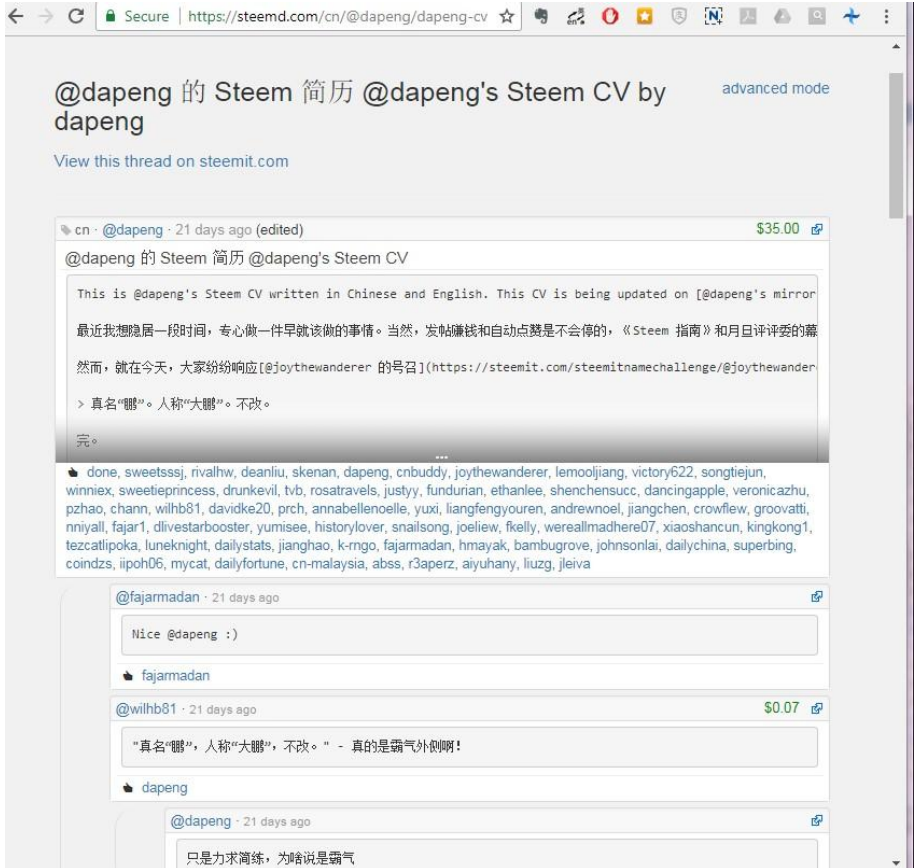 Secure | https://steemd.com/cn/@dapeng/dapeng-cv
@dapeng 的 Steem 简历 @dapeng's Steem CV by
dapeng
advanced mode
View this thread on steemit.com
cn · @dapeng · 21 days ago (edited) $35.00
@dapeng 的 Steem 简历 @dapeng's Steem CV
This is @dapeng's Steem CV written in Chinese and English. This CV is being updated on [@dapeng's mirror
最近我想隐居一段时间，专心做一件早就该做的事情。当然，发帖赚钱和自动点赞是不会停的，《Steem 指南》和月旦评评委的幕
然而，就在今天，大家纷纷响应[@joythewanderer 的号召](https://steemit.com/steemitnamechallenge/@joythewander
> 真名“鹏”。人称“大鹏”。不改。
完。
...
done, sweetsssj, rivalhw, deanliu, skenan, dapeng, cnbuddy, joythewanderer, lemooljiang, victory622, songtiejun,
winniex, sweetieprincess, drunkevil, tvb, rosatravels, justyy, fundurian, ethanlee, shenchensucc, dancingapple, veronicazhu,
pzhao, chann, wilhb81, davidke20, prch, annabellenoelle, yuxi, liangfengyouren, andrewnoel, jiangchen, crowflew, groovatti,
nniyall, fajar1, dlivestarbooster, yumisee, historylover, snailsong, joeliew, fkelly, wereallmadhere07, xiaoshancun, kingkong1,
tezcatlipoka, luneknight, dailystats, jianghao, k-rngo, fajarmadan, hmayak, bambugrove, johnsonlai, dailychina, superbing,
coindzs, iipoh06, mycat, dailyfortune, cn-malaysia, abss, r3aperz, aiyuhany, liuzg, jleiva
@fajarmadan · 21 days ago
Nice @dapeng :)
fajarmadan
@wilhb81 · 21 days ago $0.07
"真名“鹏”，人称“大鹏”，不改。" - 真的是霸气外侧啊！
dapeng
@dapeng · 21 days ago
只是力求简练，为啥说是霸气